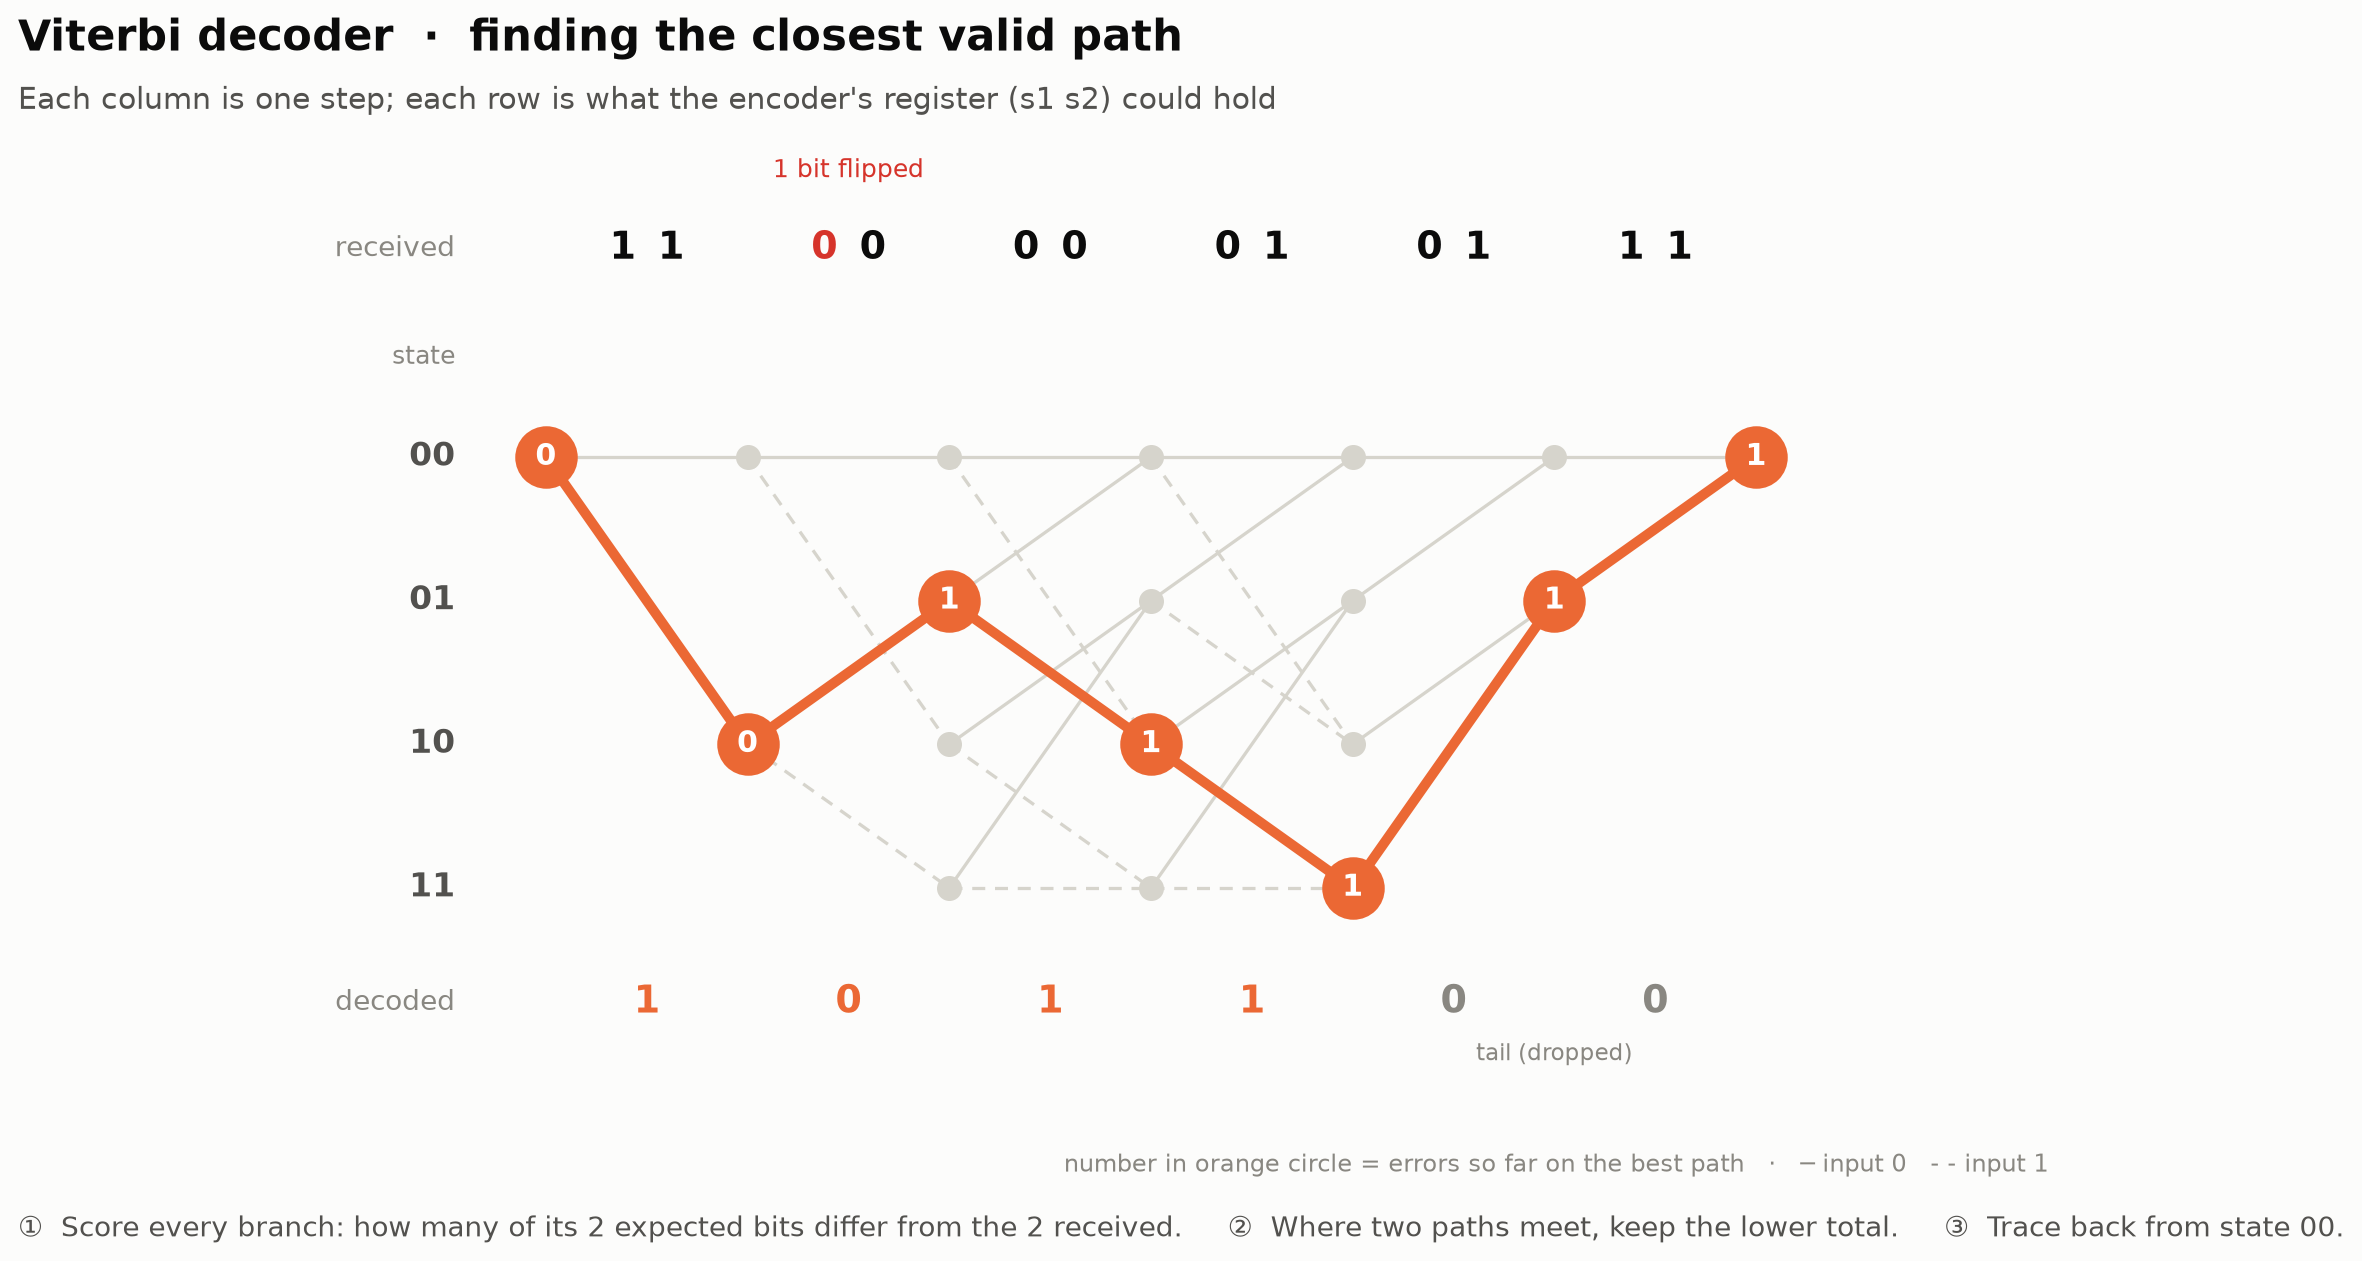 Viterbi decoder · finding the closest valid path
Each column is one step; each row is what the encoder's register (s1 s2) could hold
1 bit flipped
received 1 1 0 0 0 0 0 1 0 1 1 1
state
00 0 1
01 1 1
10 0 1
11 1
decoded 1 0 1 1 0 0
tail (dropped)
number in orange circle = errors so far on the best path · — input 0 - - input 1
① Score every branch: how many of its 2 expected bits differ from the 2 received. ② Where two paths meet, keep the lower total. ③ Trace back from state 00.